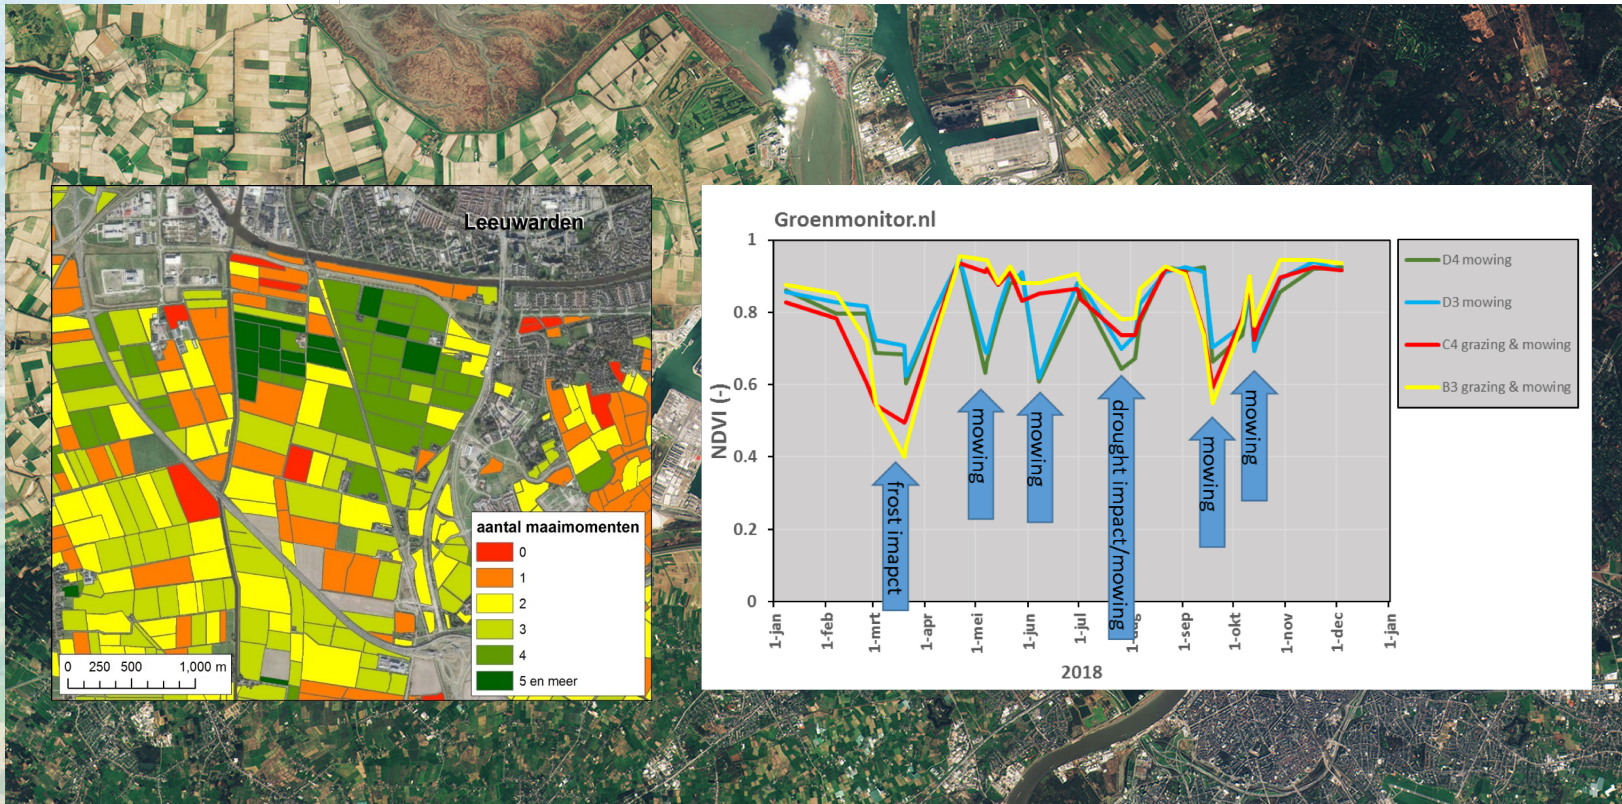 Leeuwarden
aantal maaimomenten
0
1
2
3
4
5 en meer
0 250 500 1,000 m
Groenmonitor.nl
1
0.8
0.6
0.4
0.2
0
NDVI (-)
1-jan
1-feb
1-mrt
1-apr
1-mei
1-jun
1-jul
1-sep
1-okt
1-nov
1-dec
1-jan
2018
frost imapct
mowing
mowing
drought impact/mowing
mowing
mowing
D4 mowing
D3 mowing
C4 grazing & mowing
B3 grazing & mowing